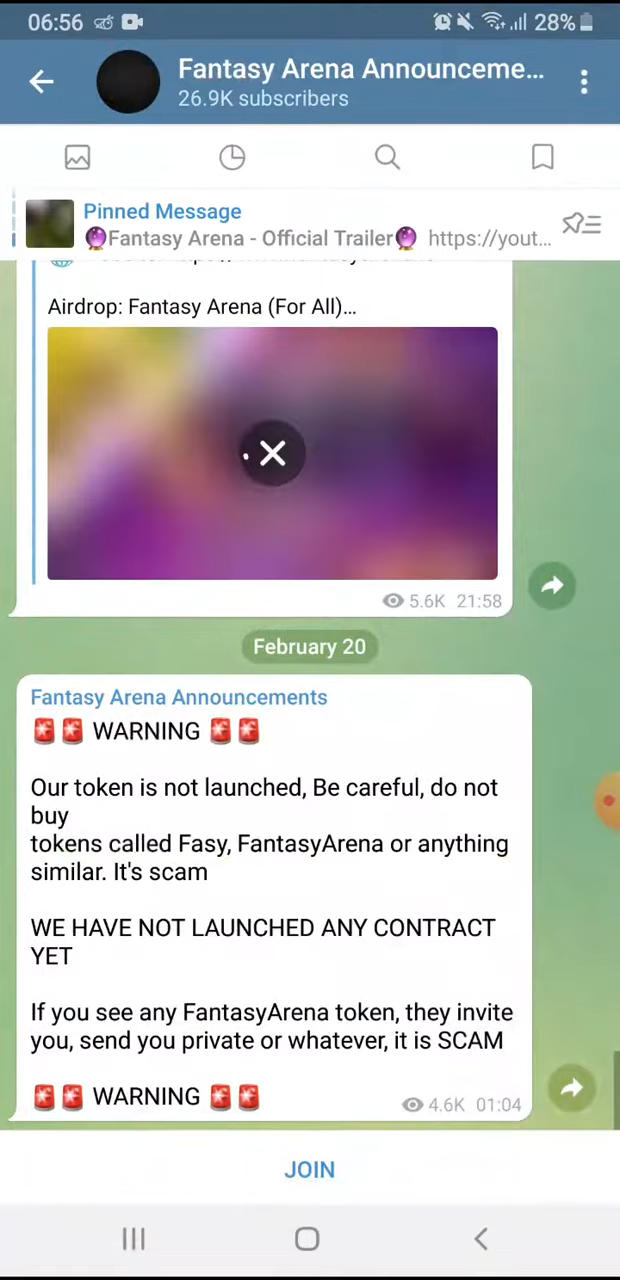 06:56
28%
Fantasy Arena Announceme...
26.9K subscribers
Pinned Message
🔮Fantasy Arena - Official Trailer🔮 https://yout...
Airdrop: Fantasy Arena (For All)...
5.6K 21:58
February 20
Fantasy Arena Announcements
🚨🚨 WARNING 🚨🚨
Our token is not launched, Be careful, do not
buy
tokens called Fasy, FantasyArena or anything
similar. It's scam
WE HAVE NOT LAUNCHED ANY CONTRACT
YET
If you see any FantasyArena token, they invite
you, send you private or whatever, it is SCAM
🚨🚨 WARNING 🚨🚨
4.6K 01:04
JOIN